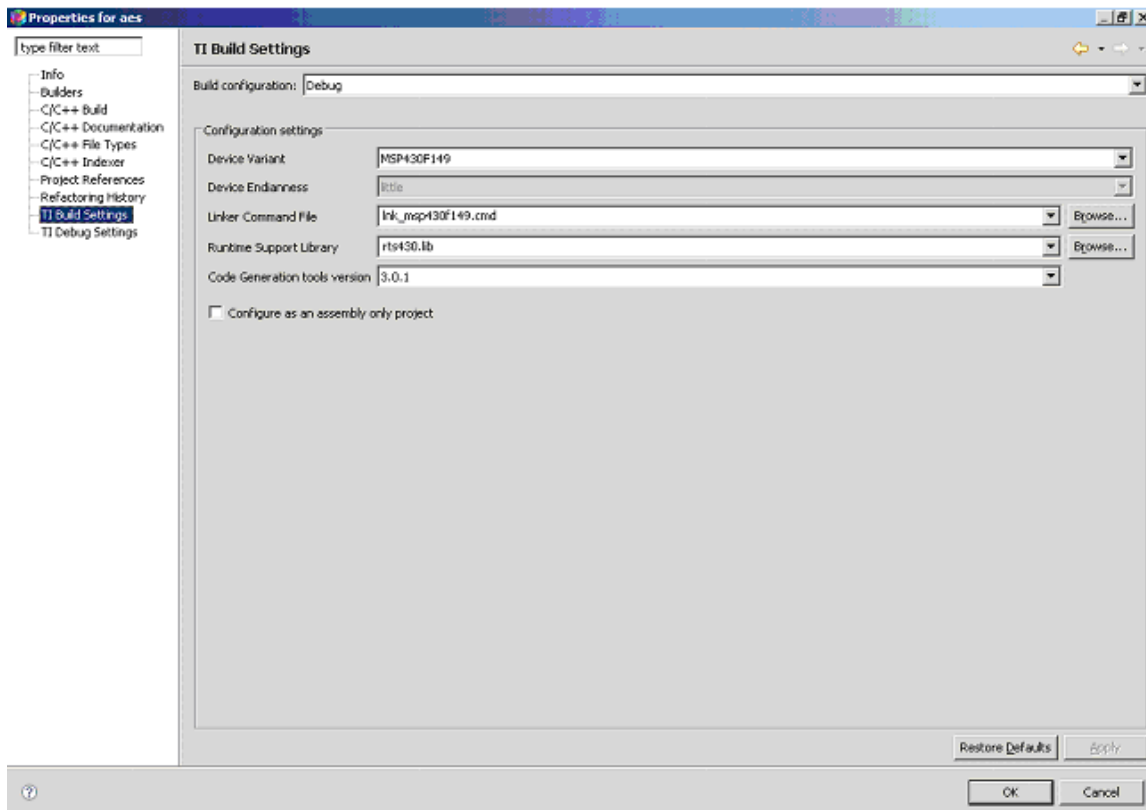 Properties for aes
type filter text
Info
Builders
C/C++ Build
C/C++ Documentation
C/C++ File Types
C/C++ Indexer
Project References
Refactoring History
TI Build Settings
TI Debug Settings
TI Build Settings
Build configuration: Debug
Configuration settings
Device Variant MSP430F149
Device Endianness little
Linker Command File lnk_msp430f149.cmd Browse...
Runtime Support Library rts430.lib Browse...
Code Generation tools version 3.0.1
Configure as an assembly only project
Restore Defaults Apply
? OK Cancel